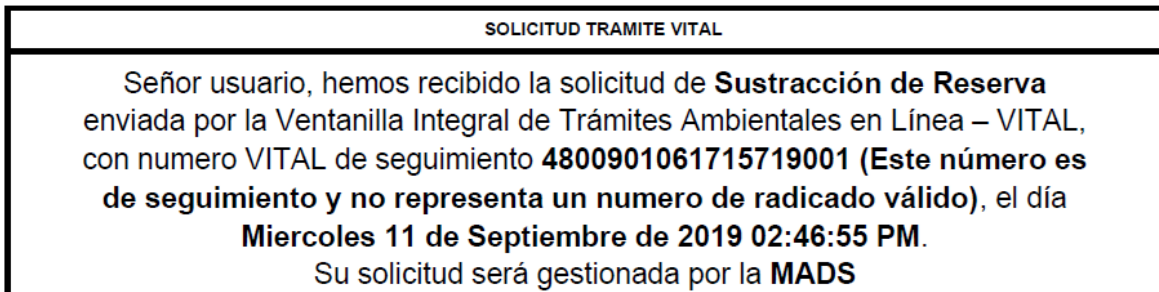 SOLICITUD TRAMITE VITAL
Señor usuario, hemos recibido la solicitud de Sustracción de Reserva
enviada por la Ventanilla Integral de Trámites Ambientales en Línea – VITAL,
con numero VITAL de seguimiento 4800901061715719001 (Este número es
de seguimiento y no representa un numero de radicado válido), el día
Miercoles 11 de Septiembre de 2019 02:46:55 PM.
Su solicitud será gestionada por la MADS